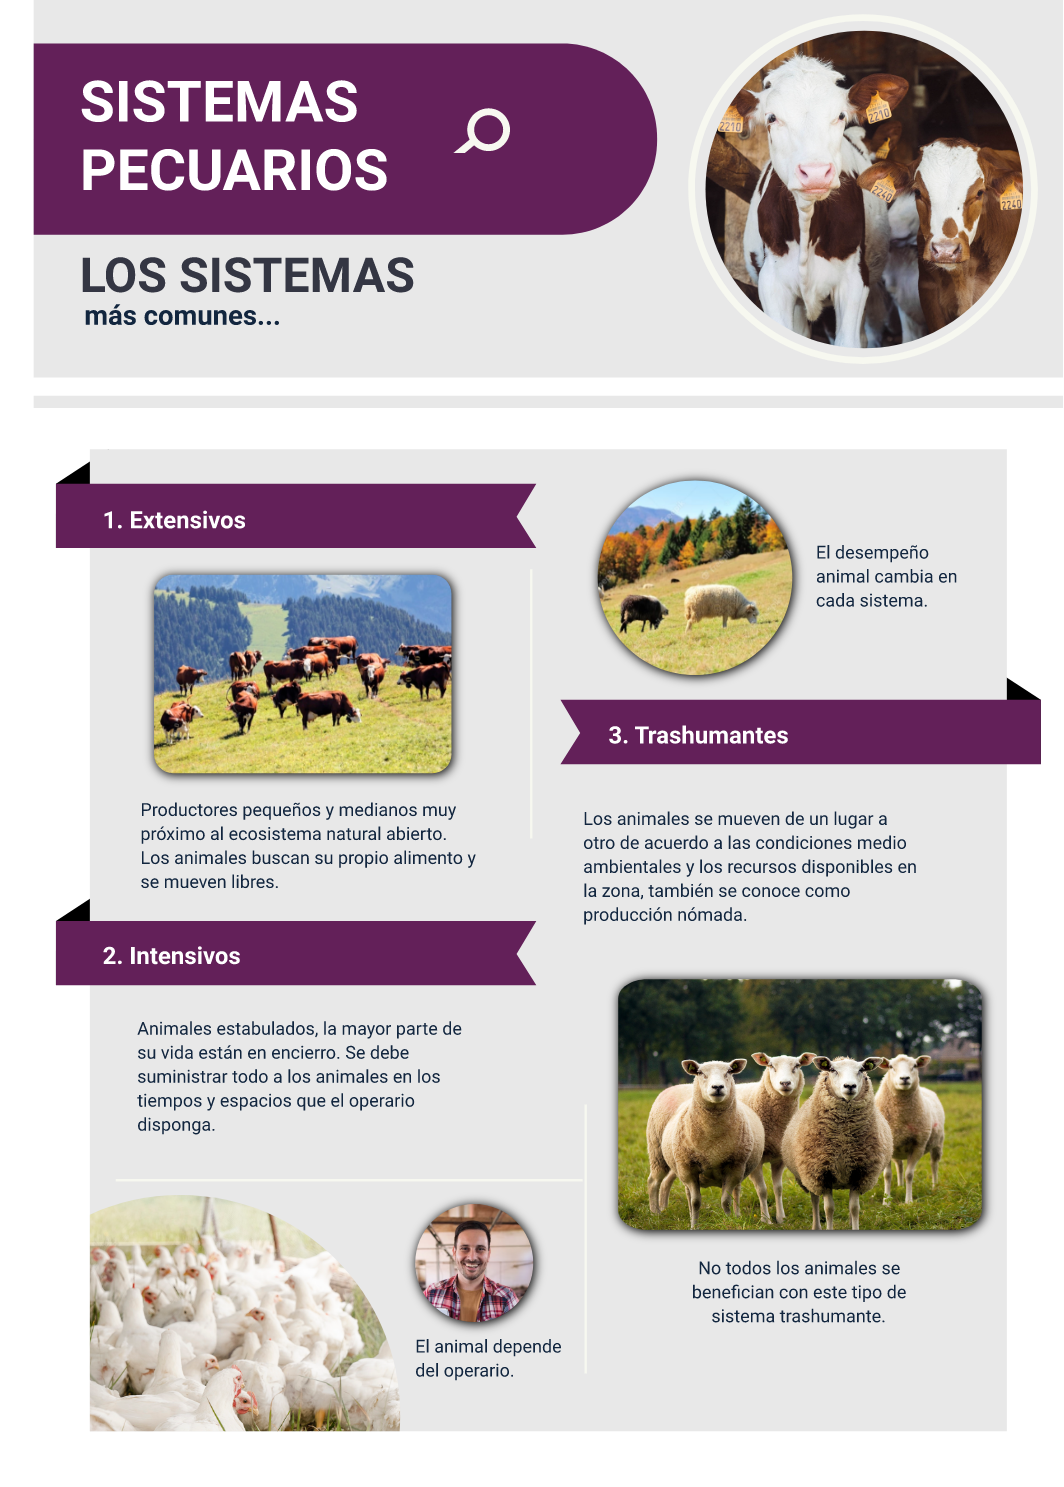 SISTEMAS
PECUARIOS
LOS SISTEMAS
más comunes...
2210
2210
2240
2240
1. Extensivos
Productores pequeños y medianos muy
próximo al ecosistema natural abierto.
Los animales buscan su propio alimento y
se mueven libres.
2. Intensivos
Animales estabulados, la mayor parte de
su vida están en encierro. Se debe
suministrar todo a los animales en los
tiempos y espacios que el operario
disponga.
El animal depende
del operario.
El desempeño
animal cambia en
cada sistema.
3. Trashumantes
Los animales se mueven de un lugar a
otro de acuerdo a las condiciones medio
ambientales y los recursos disponibles en
la zona, también se conoce como
producción nómada.
No todos los animales se
benefician con este tipo de
sistema trashumante.